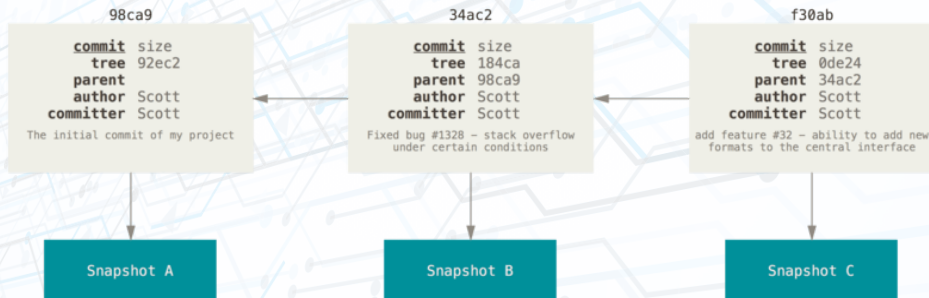 98ca9
commit size
tree 92ec2
parent
author Scott
committer Scott
The initial commit of my project
Snapshot A
34ac2
commit size
tree 184ca
parent 98ca9
author Scott
committer Scott
Fixed bug #1328 – stack overflow
under certain conditions
Snapshot B
f30ab
commit size
tree 0de24
parent 34ac2
author Scott
committer Scott
add feature #32 – ability to add new
formats to the central interface
Snapshot C